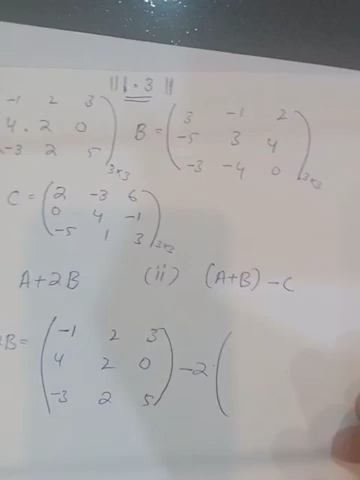 1.3
-1 2 3
4 2 0
-3 2 5 3×3
B = 3 -1 2
-5 3 4
-3 -4 0 3×3
C = 2 -3 6
0 4 -1
-5 1 3 3×3
A+2B (ii) (A+B) - C
B = -1 2 3
4 2 0
-3 2 5 -2 (